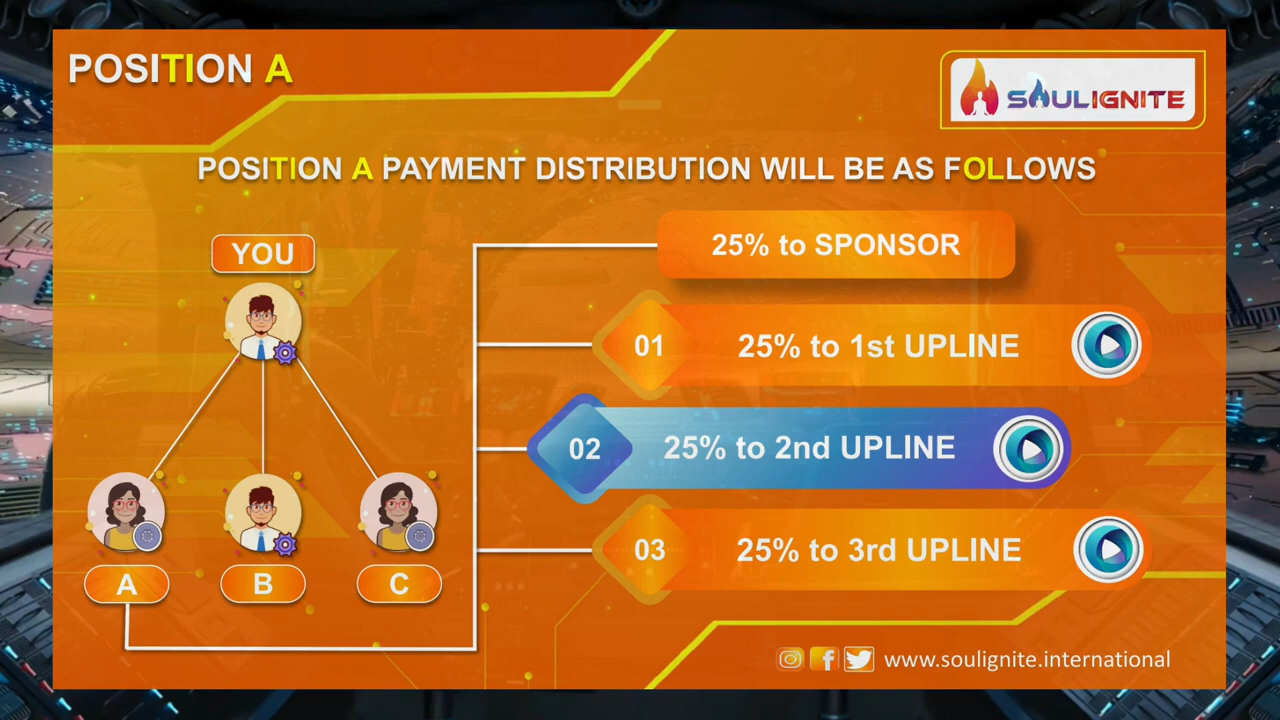 POSITION A
SOULIGNITE
POSITION A PAYMENT DISTRIBUTION WILL BE AS FOLLOWS
YOU
25% to SPONSOR
01 25% to 1st UPLINE
02 25% to 2nd UPLINE
03 25% to 3rd UPLINE
A B C
www.soulignite.international